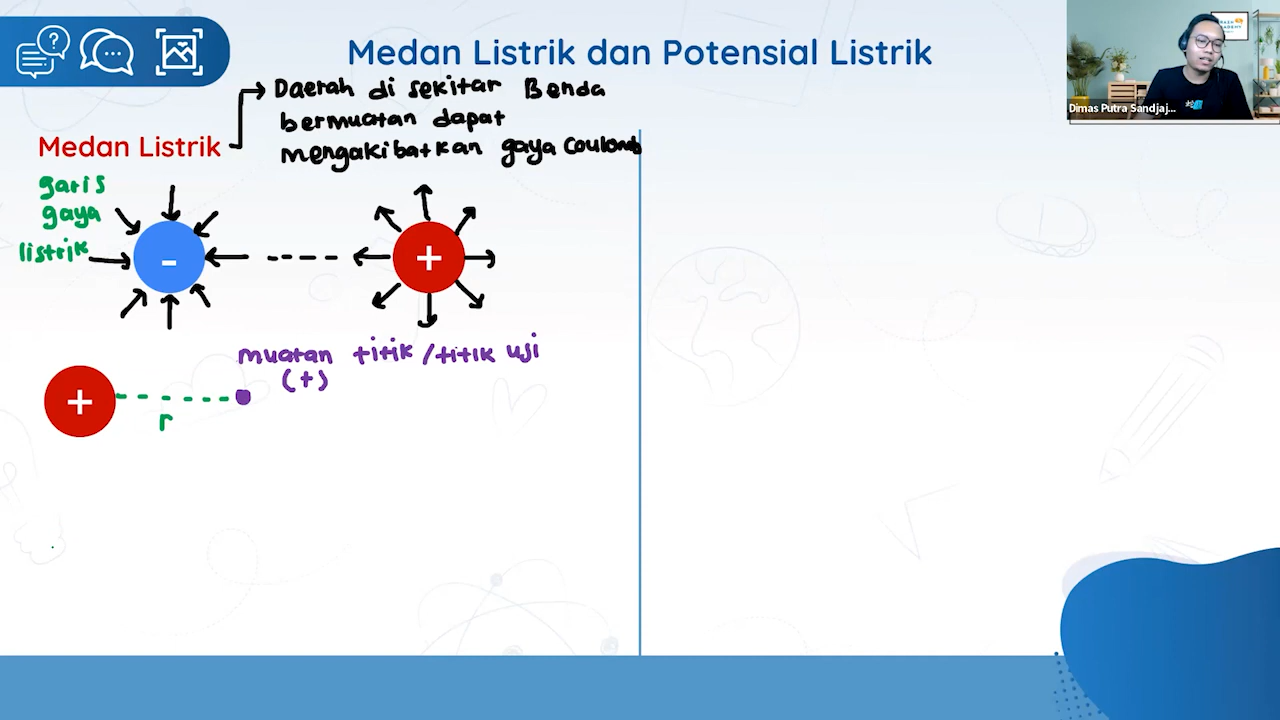 Medan Listrik dan Potensial Listrik
Daerah di sekitar Benda
bermuatan dapat
mengakibatkan gaya Coulomb
Medan Listrik
garis
gaya
listrik
-
+
muatan titik / titik uji
(+)
+
r
Dimas Putra Sandjaj...